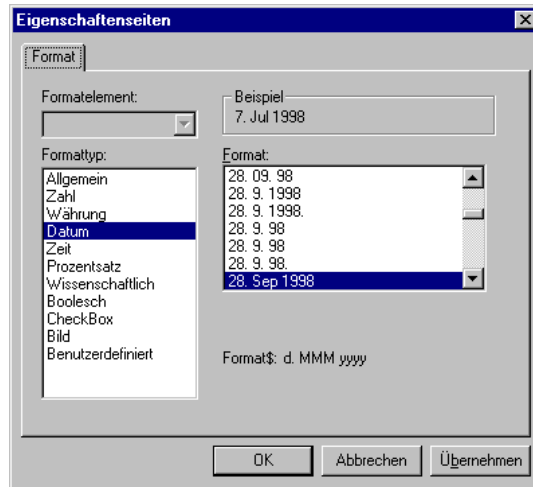 Eigenschaftenseiten
Format
Formatelement:
Beispiel
7. Jul 1998
Formattyp:
Allgemein
Zahl
Währung
Datum
Zeit
Prozentsatz
Wissenschaftlich
Boolesch
CheckBox
Bild
Benutzerdefiniert
Format:
28. 09. 98
28. 9. 1998
28. 9. 1998.
28. 9. 98
28. 9. 98
28. 9. 98.
28. Sep 1998
Format$: d. MMM yyyy
OK
Abbrechen
Übernehmen